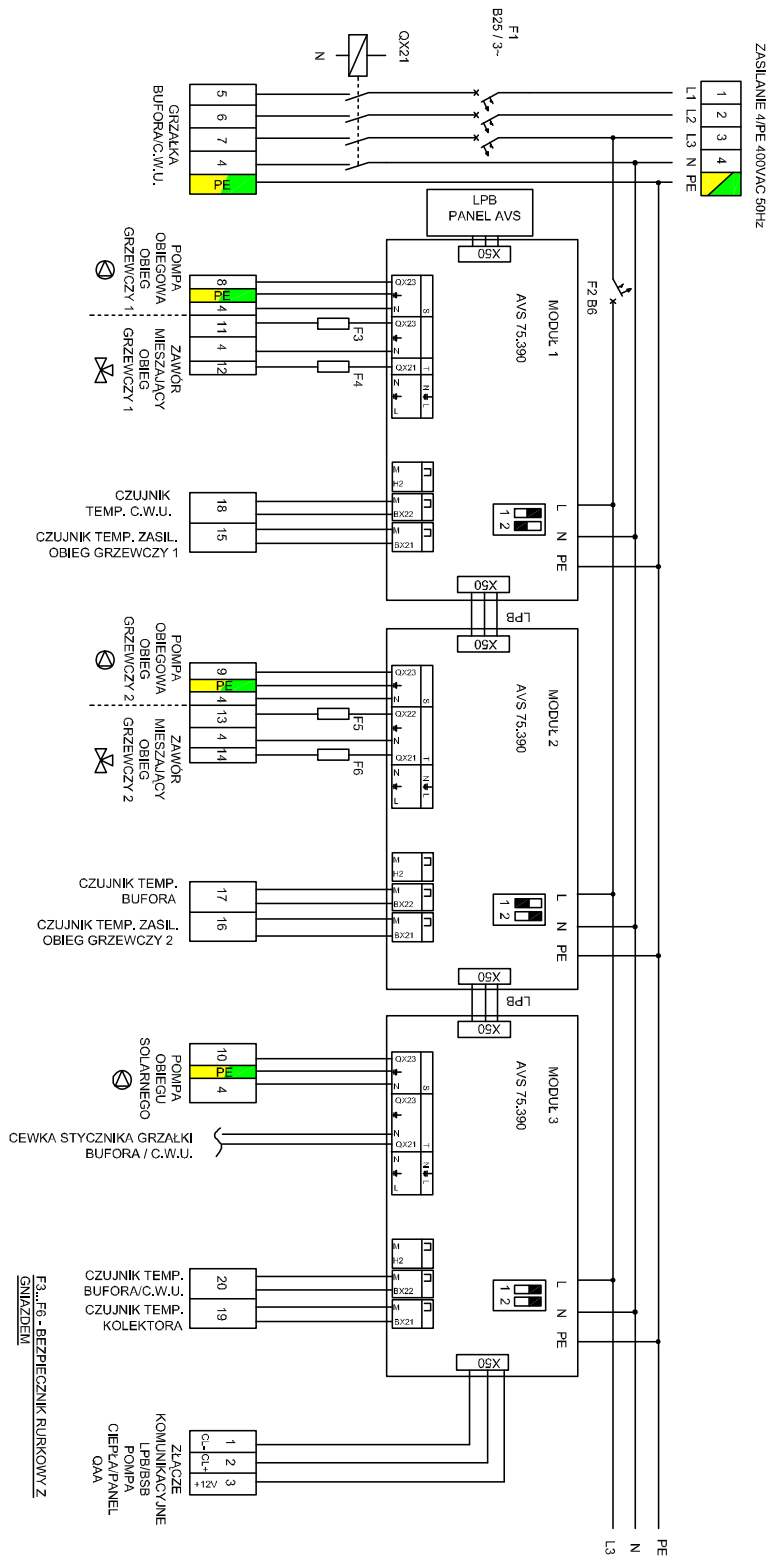 ZASILANIE 4/PE 400VAC 50Hz
1
2
3
4
L1
L2
L3
N
PE
F1
B25 / 3~
QX21
N
5
6
7
4
PE
GRZAŁKA
BUFORA/C.W.U.
F2 B6
LPB
PANEL AVS
X50
MODUŁ 1
AVS 75.390
L
N
PE
1 2
QX23
N
S
QX23
N
QX21
T
N
L
N
L
F3
F4
8
PE
4
11
4
12
POMPA
OBIEGOWA
OBIEG
GRZEWCZY 1
ZAWÓR
MIESZAJĄCY
OBIEG
GRZEWCZY 1
M
H2
M
BX22
M
BX21
18
15
CZUJNIK
TEMP. C.W.U.
CZUJNIK TEMP. ZASIL.
OBIEG GRZEWCZY 1
X50
LPB
X50
MODUŁ 2
AVS 75.390
L
N
PE
1 2
QX23
N
S
QX22
N
QX21
T
N
L
N
L
F5
F6
9
PE
4
13
4
14
POMPA
OBIEGOWA
OBIEG
GRZEWCZY 2
ZAWÓR
MIESZAJĄCY
OBIEG
GRZEWCZY 2
M
H2
M
BX22
M
BX21
17
16
CZUJNIK TEMP.
BUFORA
CZUJNIK TEMP. ZASIL.
OBIEG GRZEWCZY 2
X50
LPB
X50
MODUŁ 3
AVS 75.390
L
N
PE
1 2
QX23
N
S
QX23
N
QX21
T
N
L
N
L
10
PE
4
POMPA
OBIEGU
SOLARNEGO
CEWKA STYCZNIKA GRZAŁKI
BUFORA / C.W.U.
M
H2
M
BX22
M
BX21
20
19
CZUJNIK TEMP.
BUFORA/C.W.U.
CZUJNIK TEMP.
KOLEKTORA
X50
1
2
3
CL-
CL+
+12V
ZŁĄCZE
KOMUNIKACYJNE
LPB/BSB
POMPA
CIEPŁA/PANEL
QAA
PE
N
L3
F3...F6 - BEZPIECZNIK RURKOWY Z
GNIAZDEM